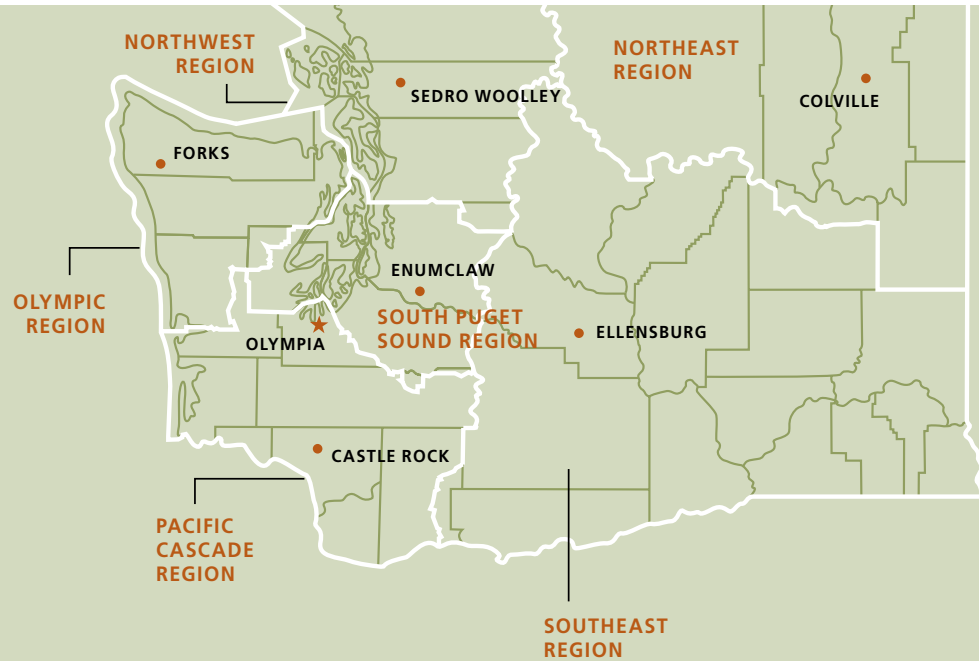 NORTHWEST
REGION
NORTHEAST
REGION
SEDRO WOOLLEY
COLVILLE
FORKS
ENUMCLAW
OLYMPIC
REGION
SOUTH PUGET
SOUND REGION
OLYMPIA
ELLENSBURG
CASTLE ROCK
PACIFIC
CASCADE
REGION
SOUTHEAST
REGION